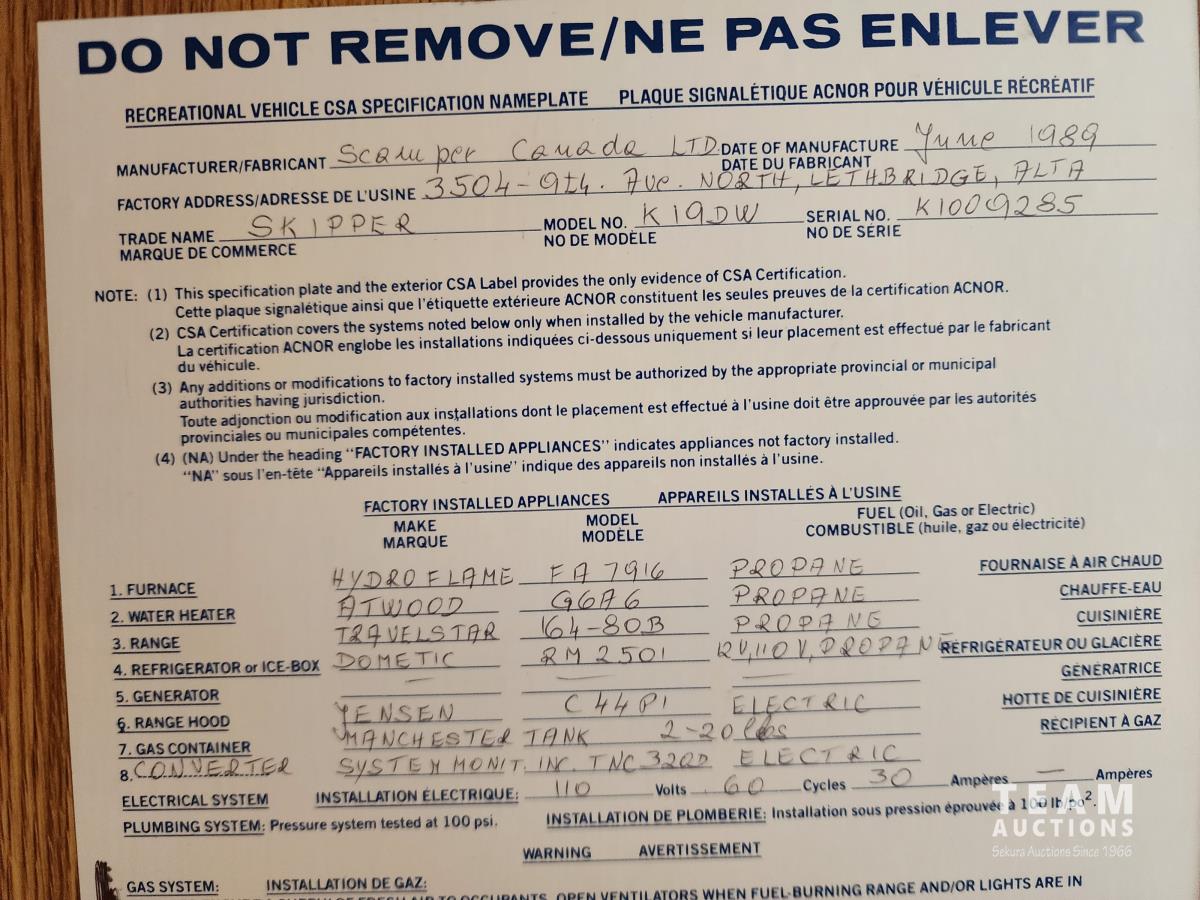 DO NOT REMOVE/NE PAS ENLEVER
RECREATIONAL VEHICLE CSA SPECIFICATION NAMEPLATE PLAQUE SIGNALÉTIQUE ACNOR POUR VÉHICULE RÉCRÉATIF
MANUFACTURER/FABRICANT Scamper Canada LTD. DATE OF MANUFACTURE June 1989
DATE DU FABRICANT
FACTORY ADDRESS/ADRESSE DE L'USINE 3504-9th. Ave. NORTH, LETHBRIDGE, ALTA
TRADE NAME SKIPPER MODEL NO. K19DW SERIAL NO. K1009285
MARQUE DE COMMERCE NO DE MODÈLE NO DE SÉRIE
NOTE: (1) This specification plate and the exterior CSA Label provides the only evidence of CSA Certification.
Cette plaque signalétique ainsi que l'étiquette extérieure ACNOR constituent les seules preuves de la certification ACNOR.
(2) CSA Certification covers the systems noted below only when installed by the vehicle manufacturer.
La certification ACNOR englobe les installations indiquées ci-dessous uniquement si leur placement est effectué par le fabricant
du véhicule.
(3) Any additions or modifications to factory installed systems must be authorized by the appropriate provincial or municipal
authorities having jurisdiction.
Toute adjonction ou modification aux installations dont le placement est effectué à l'usine doit être approuvée par les autorités
provinciales ou municipales compétentes.
(4) (NA) Under the heading "FACTORY INSTALLED APPLIANCES" indicates appliances not factory installed.
"NA" sous l'en-tête "Appareils installés à l'usine" indique des appareils non installés à l'usine.
FACTORY INSTALLED APPLIANCES APPAREILS INSTALLÉS À L'USINE
MAKE MODEL FUEL (Oil, Gas or Electric)
MARQUE MODÈLE COMBUSTIBLE (huile, gaz ou électricité)
1. FURNACE HYDRO FLAME FA 7916 PROPANE FOURNAISE À AIR CHAUD
2. WATER HEATER ATWOOD G6A6 PROPANE CHAUFFE-EAU
3. RANGE TRAVELSTAR 164-80B PROPANE CUISINIÈRE
4. REFRIGERATOR or ICE-BOX DOMETIC RM 2501 12V, 110V, PROPANE RÉFRIGÉRATEUR OU GLACIÈRE
5. GENERATOR — — — GÉNÉRATRICE
6. RANGE HOOD JENSEN C44P1 ELECTRIC HOTTE DE CUISINIÈRE
7. GAS CONTAINER MANCHESTER TANK 2-20 lbs RÉCIPIENT À GAZ
8. CONVERTER SYSTEM MONIT. INC. TNC 322D ELECTRIC
ELECTRICAL SYSTEM INSTALLATION ÉLECTRIQUE: 110 Volts 60 Cycles 30 Ampères — Ampères
PLUMBING SYSTEM: Pressure system tested at 100 psi. INSTALLATION DE PLOMBERIE: Installation sous pression éprouvée à 100 lb/po².
TEAM
AUCTIONS
Sekura Auctions Since 1966
WARNING AVERTISSEMENT
GAS SYSTEM: INSTALLATION DE GAZ:
OF FRESH AIR TO OCCUPANTS, OPEN VENTILATORS WHEN FUEL-BURNING RANGE AND/OR LIGHTS ARE IN